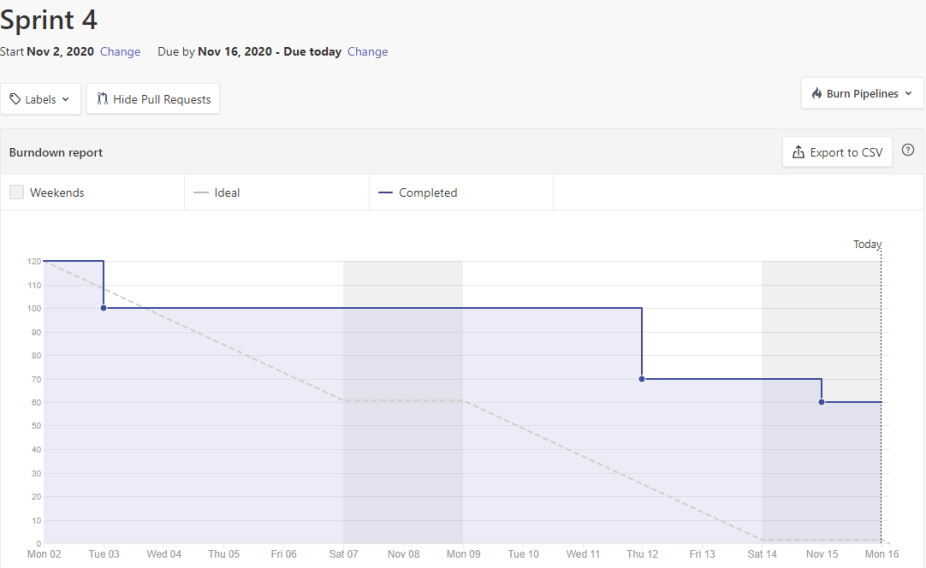 Sprint 4
Start Nov 2, 2020 Change Due by Nov 16, 2020 - Due today Change
Labels Hide Pull Requests Burn Pipelines
Burndown report Export to CSV
Weekends Ideal Completed
Today
120
110
100
90
80
70
60
50
40
30
20
10
0
Mon 02 Tue 03 Wed 04 Thu 05 Fri 06 Sat 07 Nov 08 Mon 09 Tue 10 Wed 11 Thu 12 Fri 13 Sat 14 Nov 15 Mon 16